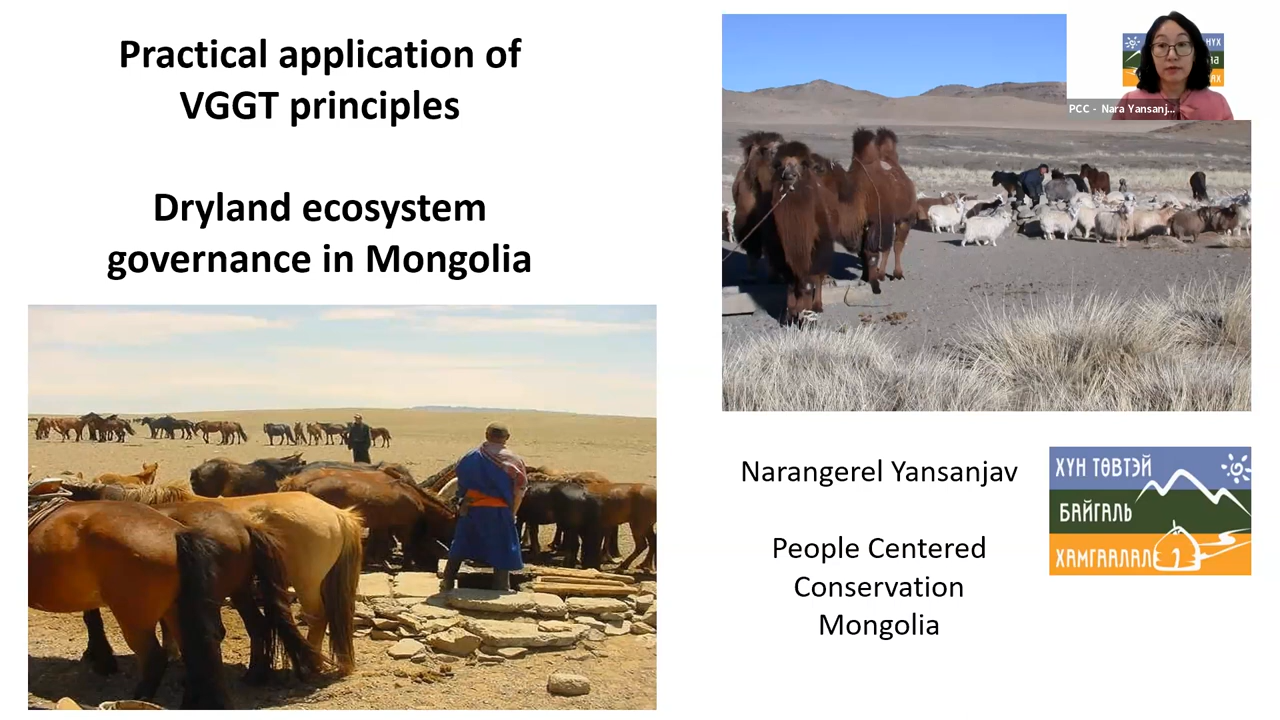 Practical application of
VGGT principles
Dryland ecosystem
governance in Mongolia
PCC - Nara Yansanj...
Narangerel Yansanjav
People Centered
Conservation
Mongolia
ХҮН ТӨВТЭЙ
БАЙГАЛЬ
ХАМГААЛАЛ